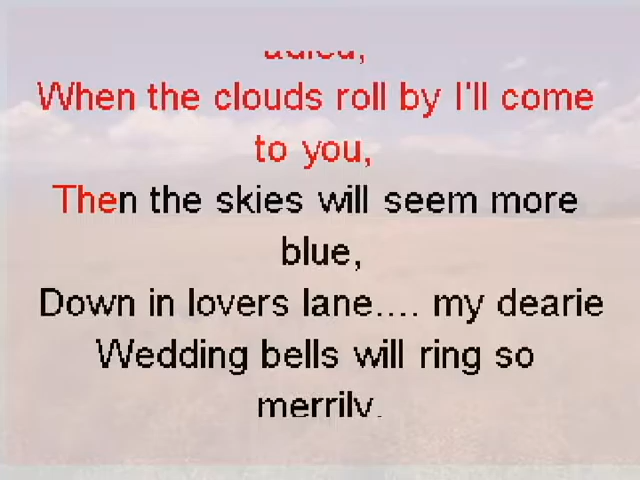 adieu,
When the clouds roll by I'll come
to you,
Then the skies will seem more
blue,
Down in lovers lane.... my dearie
Wedding bells will ring so
merrily.